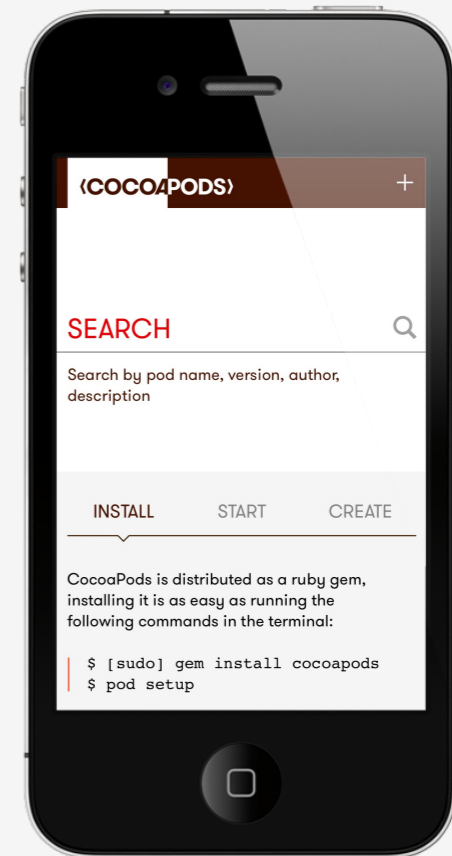 ⟨COCOAPODS⟩ +
SEARCH
Search by pod name, version, author,
description
INSTALL START CREATE
CocoaPods is distributed as a ruby gem,
installing it is as easy as running the
following commands in the terminal:
$ [sudo] gem install cocoapods
$ pod setup